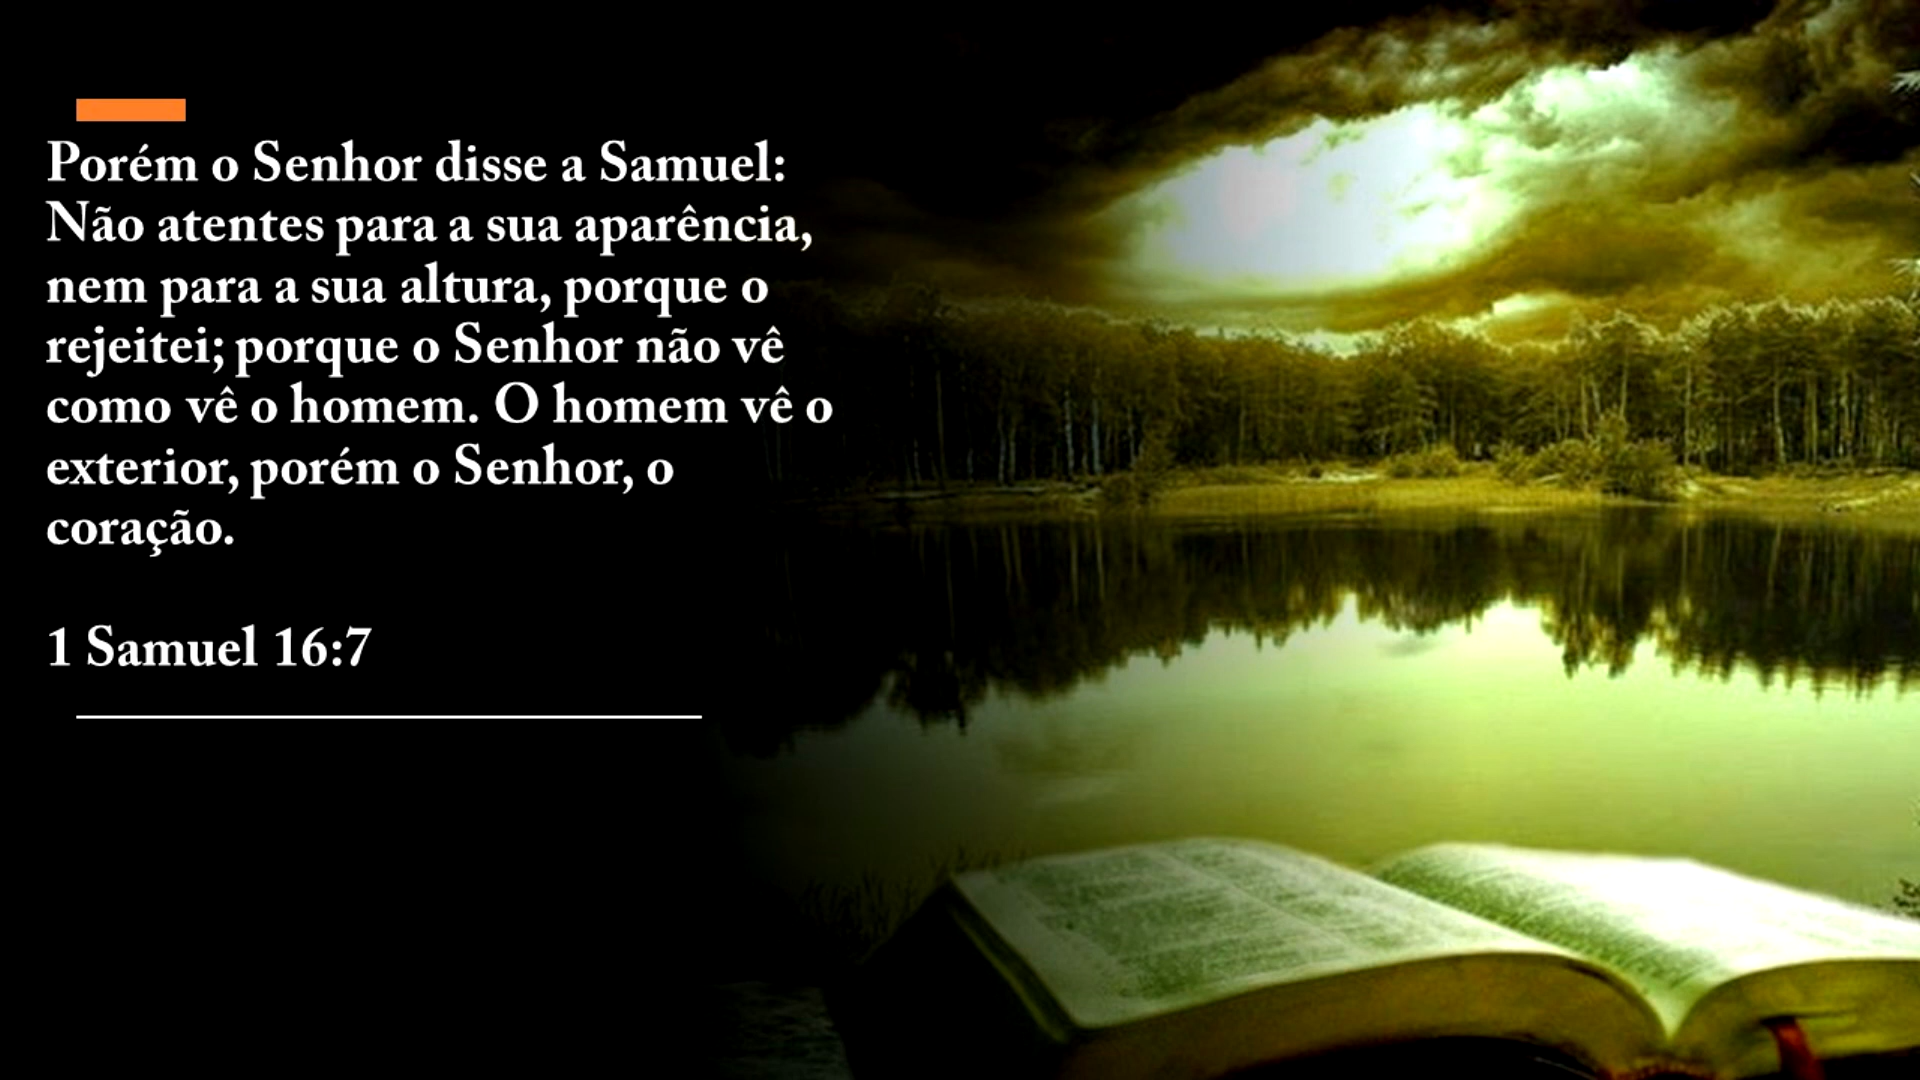 Porém o Senhor disse a Samuel:
Não atentes para a sua aparência,
nem para a sua altura, porque o
rejeitei; porque o Senhor não vê
como vê o homem. O homem vê o
exterior, porém o Senhor, o
coração.
1 Samuel 16:7